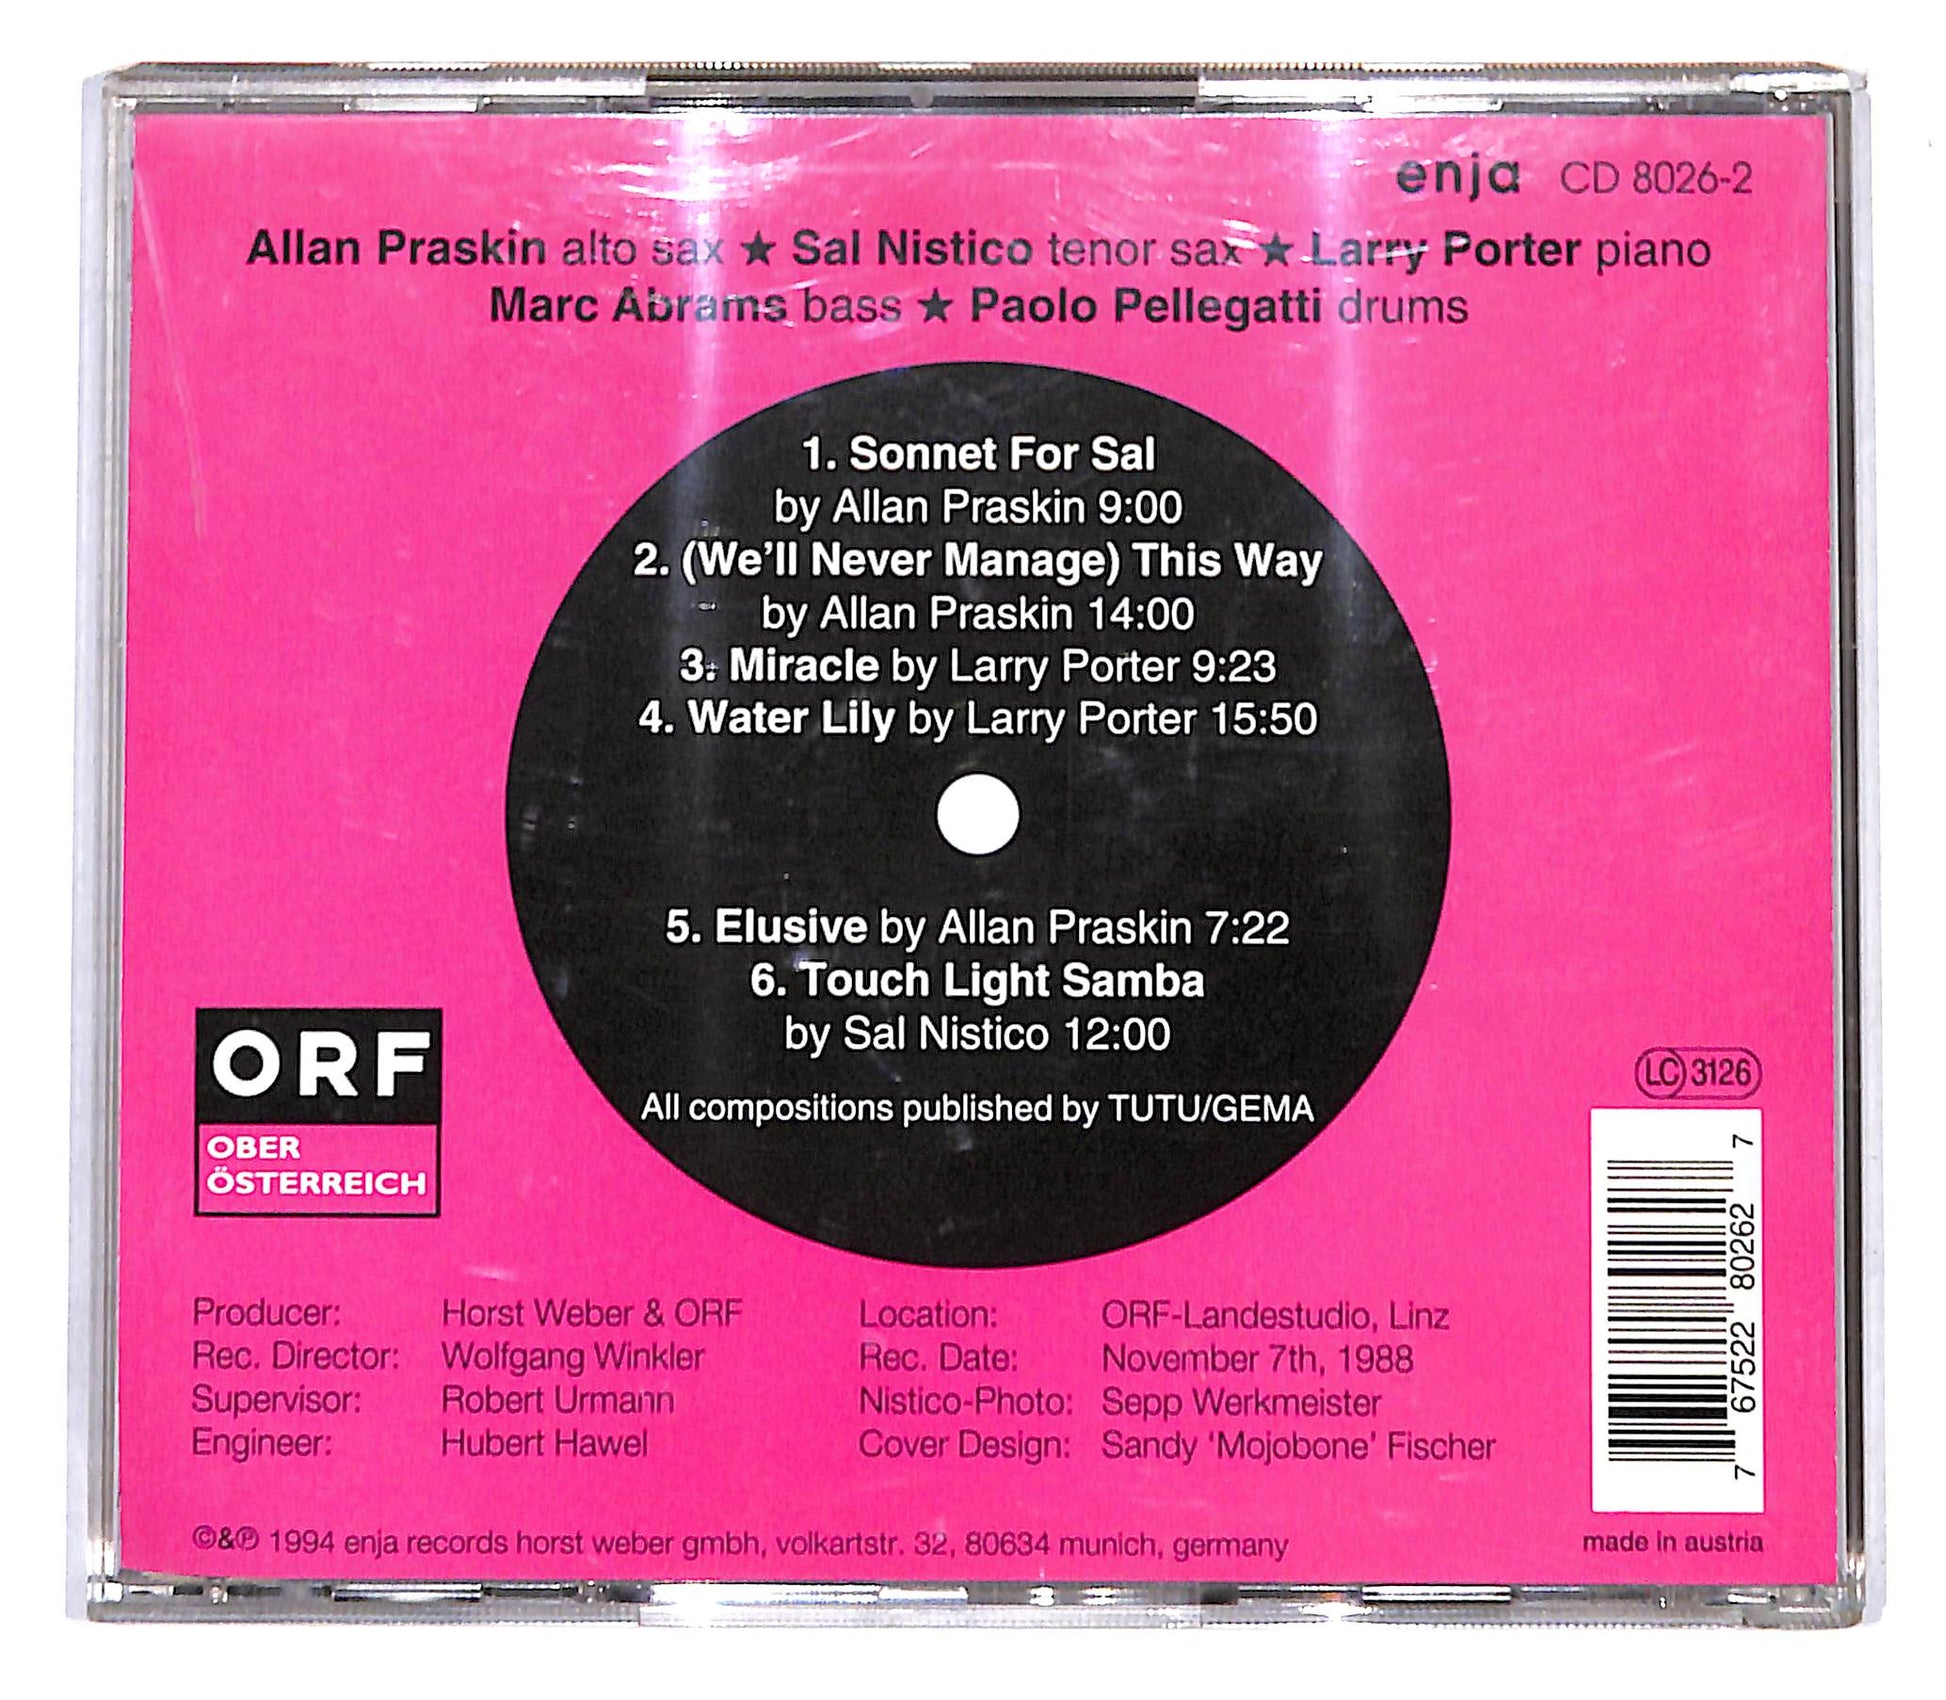 enja CD 8026-2
Allan Praskin alto sax ★ Sal Nistico tenor sax ★ Larry Porter piano
Marc Abrams bass ★ Paolo Pellegatti drums
1. Sonnet For Sal
by Allan Praskin 9:00
2. (We'll Never Manage) This Way
by Allan Praskin 14:00
3. Miracle by Larry Porter 9:23
4. Water Lily by Larry Porter 15:50
5. Elusive by Allan Praskin 7:22
6. Touch Light Samba
by Sal Nistico 12:00
All compositions published by TUTU/GEMA
ORF
OBER
ÖSTERREICH
LC 3126
7 67522 80262 7
Producer: Horst Weber & ORF
Rec. Director: Wolfgang Winkler
Supervisor: Robert Urmann
Engineer: Hubert Hawel
Location: ORF-Landestudio, Linz
Rec. Date: November 7th, 1988
Nistico-Photo: Sepp Werkmeister
Cover Design: Sandy 'Mojobone' Fischer
©&℗ 1994 enja records horst weber gmbh, volkartstr. 32, 80634 munich, germany
made in austria